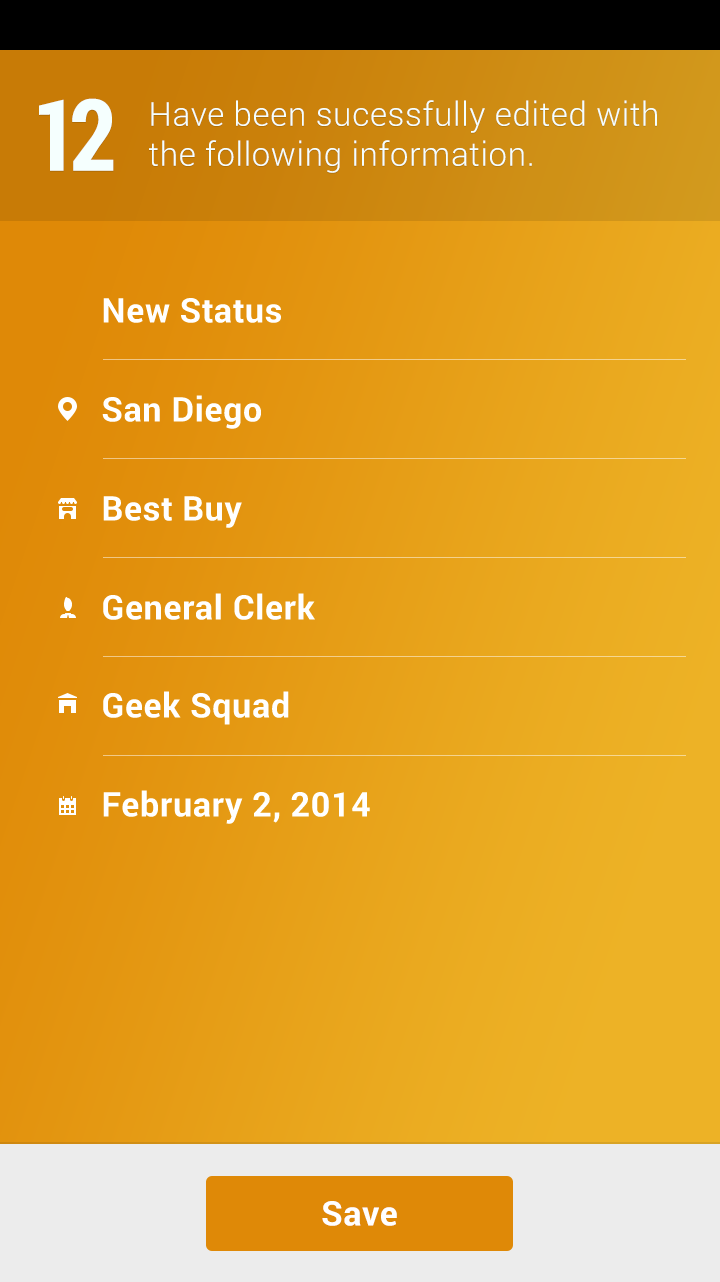 12
Have been sucessfully edited with
the following information.
New Status
San Diego
Best Buy
General Clerk
Geek Squad
February 2, 2014
Save